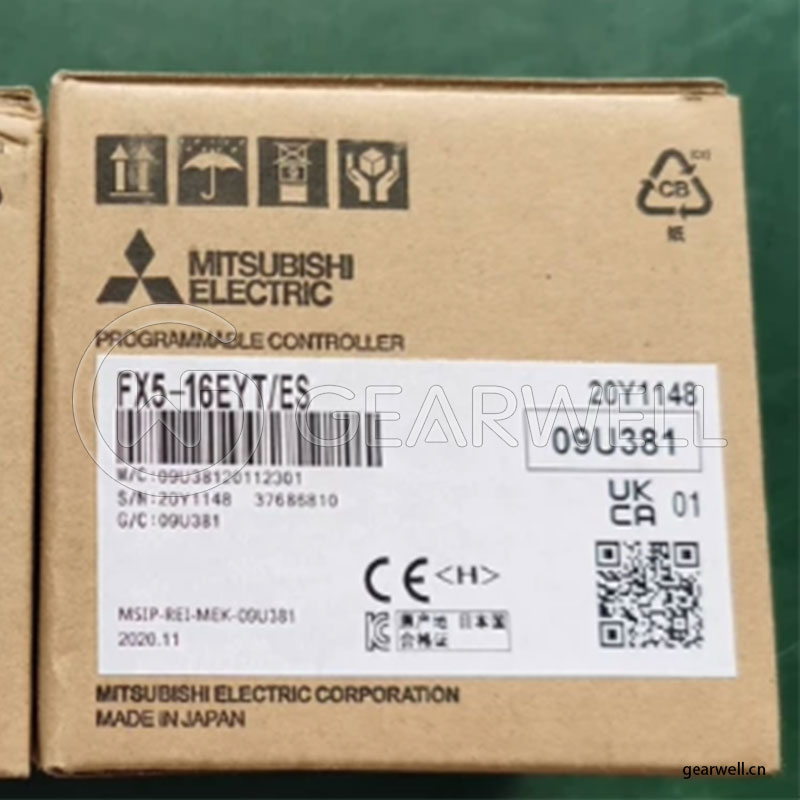 CB
紙
MITSUBISHI
ELECTRIC
PROGRAMMABLE CONTROLLER
FX5-16EYT/ES
20Y1148
GEARWELL
09U381
M/C:09U38120112301
S/N:20Y1148 37686810
G/C:09U381
UK
CA 01
CE <H>
MSIP-REI-MEK-09U381
2020.11
原产地 日本国
合格证
MITSUBISHI ELECTRIC CORPORATION
MADE IN JAPAN
gearwell.cn